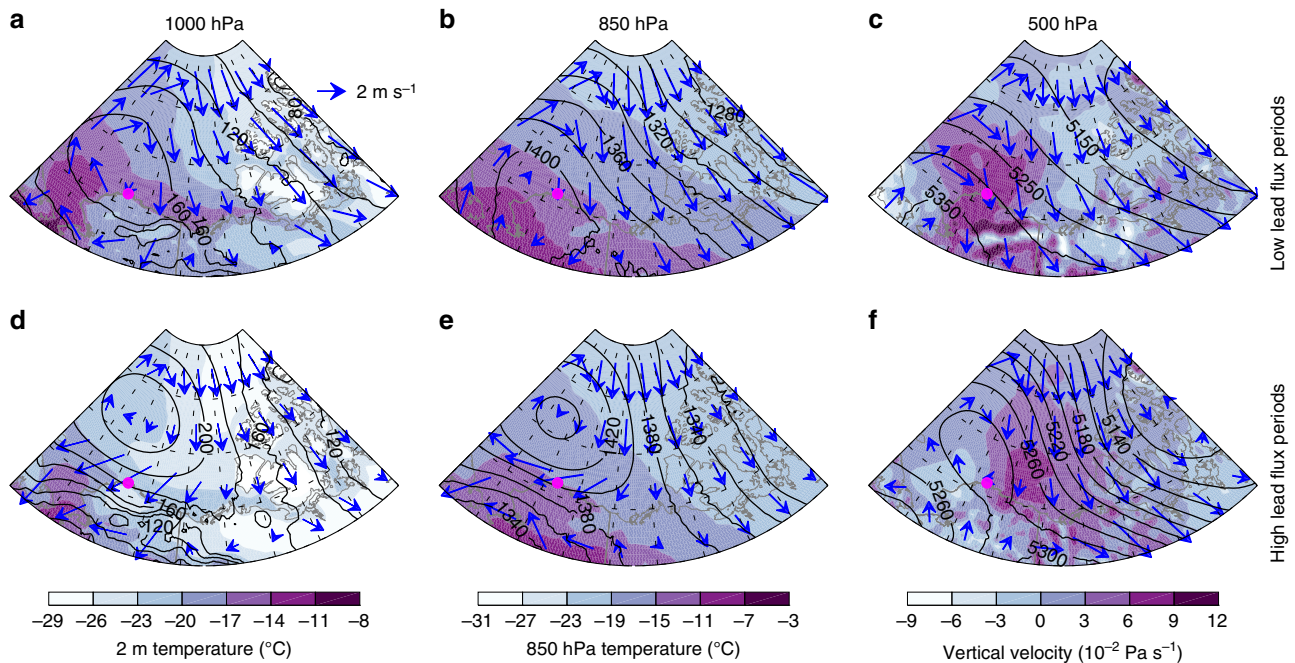 a 1000 hPa
b 850 hPa
c 500 hPa
2 m s⁻¹
120
80
0
160
160
1400
1360
1320
1280
5350
5250
5150
Low lead flux periods
d
e
f
200
160
120
160
120
1420
1380
1340
1380
1340
5260
5260
5220
5180
5140
5300
High lead flux periods
−29 −26 −23 −20 −17 −14 −11 −8
2 m temperature (°C)
−31 −27 −23 −19 −15 −11 −7 −3
850 hPa temperature (°C)
−9 −6 −3 0 3 6 9 12
Vertical velocity (10⁻² Pa s⁻¹)